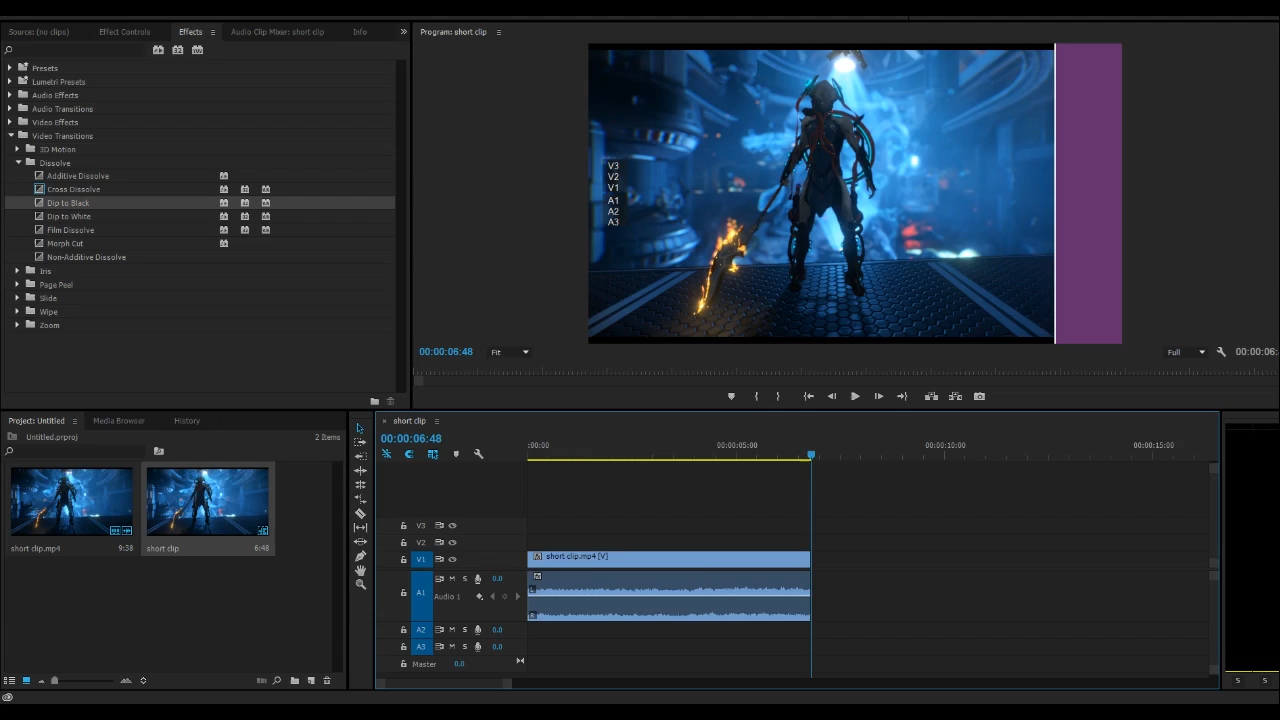 Source: (no clips) Effect Controls Effects Audio Clip Mixer: short clip Info
Program: short clip
Presets
Lumetri Presets
Audio Effects
Audio Transitions
Video Effects
Video Transitions
3D Motion
Dissolve
Additive Dissolve
Cross Dissolve
Dip to Black
Dip to White
Film Dissolve
Morph Cut
Non-Additive Dissolve
Iris
Page Peel
Slide
Wipe
Zoom
V3
V2
V1
A1
A2
A3
00:00:06:48 Fit Full 00:00:06:
Project: Untitled Media Browser History
Untitled.prproj 2 Items
short clip.mp4 9:38
short clip 6:48
× short clip
00:00:06:48
:00:00 00:00:05:00 00:00:10:00 00:00:15:00
V3
V2
V1 short clip.mp4 [V]
A1 M S 0.0
Audio 1
L
R
A2 M S 0.0
A3 M S 0.0
Master 0.0
S S